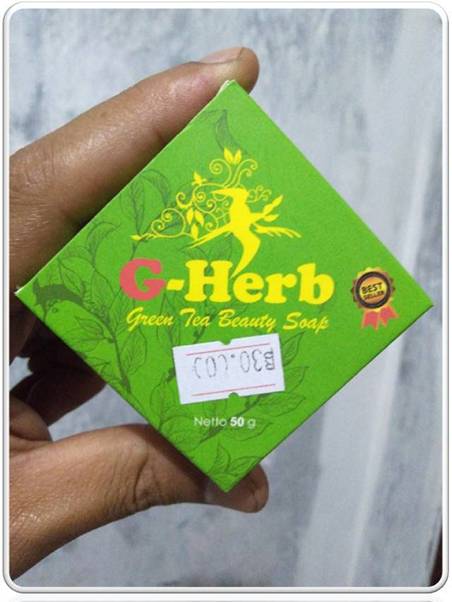 G-Herb
Green Tea Beauty Soap
BEST
SELLER
Netto 50 g